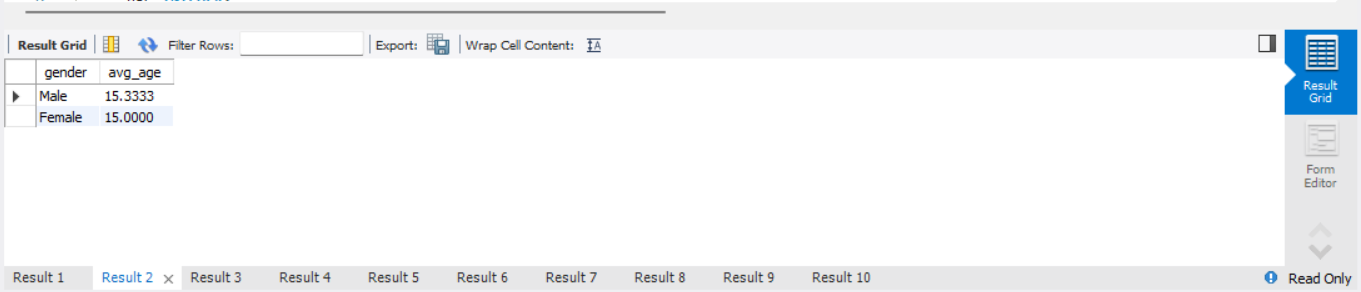 Result Grid Filter Rows: Export: Wrap Cell Content: IA
gender avg_age
Male 15.3333
Female 15.0000
Result
Grid
Form
Editor
Result 1 Result 2 × Result 3 Result 4 Result 5 Result 6 Result 7 Result 8 Result 9 Result 10 Read Only